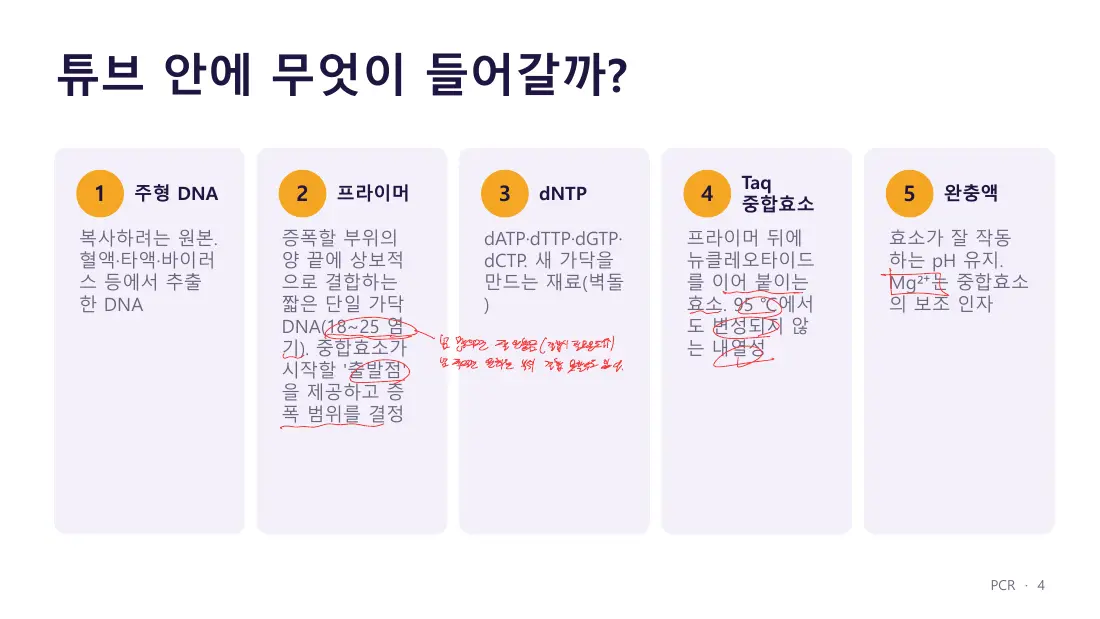 튜브 안에 무엇이 들어갈까?
1 주형 DNA
복사하려는 원본.
혈액·타액·바이러
스 등에서 추출
한 DNA
2 프라이머
증폭할 부위의
양 끝에 상보적
으로 결합하는
짧은 단일 가닥
DNA(18~25 염
기). 중합효소가
시작할 '출발점'
을 제공하고 증
폭 범위를 결정
너 너
3 dNTP
dATP·dTTP·dGTP·
dCTP. 새 가닥을
만드는 재료(벽돌
)
4 Taq
중합효소
프라이머 뒤에
뉴클레오타이드
를 이어 붙이는
효소. 95 ℃에서
도 변성되지 않
는 내열성
5 완충액
효소가 잘 작동
하는 pH 유지.
Mg²⁺는 중합효소
의 보조 인자
PCR · 4